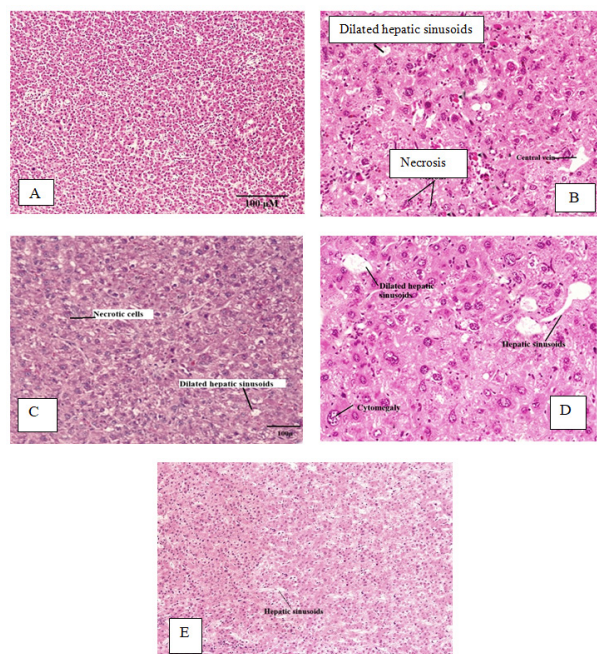 A
100 µM
Dilated hepatic sinusoids
Central vein
Necrosis
B
Necrotic cells
Dilated hepatic sinusoids
C
100µ
Dilated hepatic
sinusoids
Hepatic sinusoids
Cytomegaly
D
Hepatic sinusoids
E